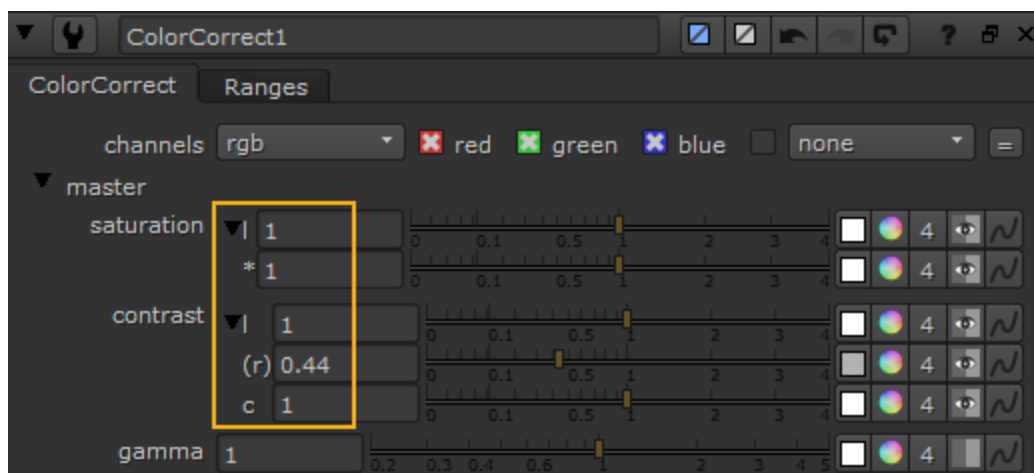 ColorCorrect1 ?
ColorCorrect Ranges
channels rgb red green blue none =
master
saturation l 1 0 0.1 0.5 1 2 3 4 4
* 1 0 0.1 0.5 1 2 3 4 4
contrast l 1 0 0.1 0.5 1 2 3 4 4
(r) 0.44 0 0.1 0.5 1 2 3 4 4
c 1 0 0.1 0.5 1 2 3 4 4
gamma 1 0.2 0.3 0.4 0.6 1 2 3 4 5 4